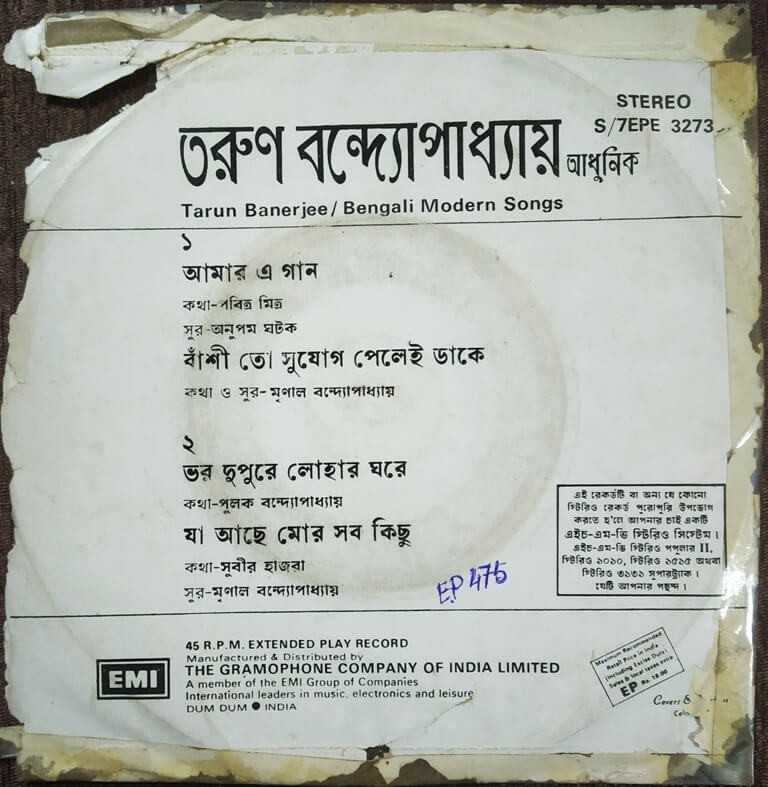 STEREO
S/7EPE 3273
তরুণ বন্দ্যোপাধ্যায় আধুনিক
Tarun Banerjee/Bengali Modern Songs
১
আমার এ গান
কথা-পবিত্র মিত্র
সুর-অনুপম ঘটক
বাঁশী তো সুযোগ পেলেই ডাকে
কথা ও সুর-মৃণাল বন্দ্যোপাধ্যায়
২
ভর দুপুরে লোহার ঘরে
কথা-পুলক বন্দ্যোপাধ্যায়
যা আছে মোর সব কিছু
কথা-সুবীর হাজরা
সুর-মৃণাল বন্দ্যোপাধ্যায়
এই রেকর্ডটি বা অন্য যে কোনো
স্টিরিও রেকর্ড পুরোপুরি উপভোগ
করতে হ'লে আপনার চাই একটি
এইচ-এম-ভি স্টিরিও সিস্টেম।
এইচ-এম-ভি স্টিরিও পপুলার II,
স্টিরিও ১০১০, স্টিরিও ১৫১৫ অথবা
স্টিরিও ৩১৩১ সুপারট্র্যাক।
যেটি আপনার পছন্দ।
EP 475
45 R.P.M. EXTENDED PLAY RECORD
Manufactured & Distributed by
THE GRAMOPHONE COMPANY OF INDIA LIMITED
A member of the EMI Group of Companies
International leaders in music, electronics and leisure
DUM DUM ● INDIA
EMI
Maximum Recommended
Retail Price in India
(Including Excise Duty)
Sales & local taxes extra
EP Rs. 18.00
Covers &